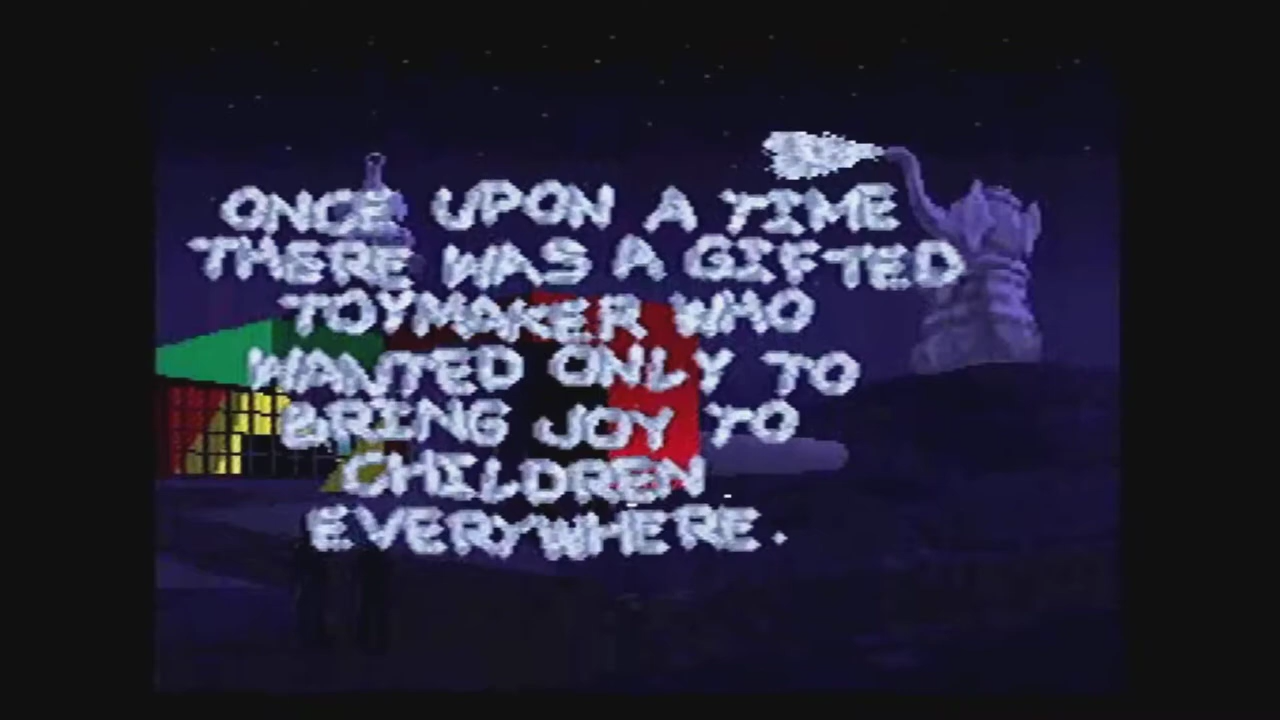 ONCE UPON A TIME
THERE WAS A GIFTED
TOYMAKER WHO
WANTED ONLY TO
BRING JOY TO
CHILDREN
EVERYWHERE.